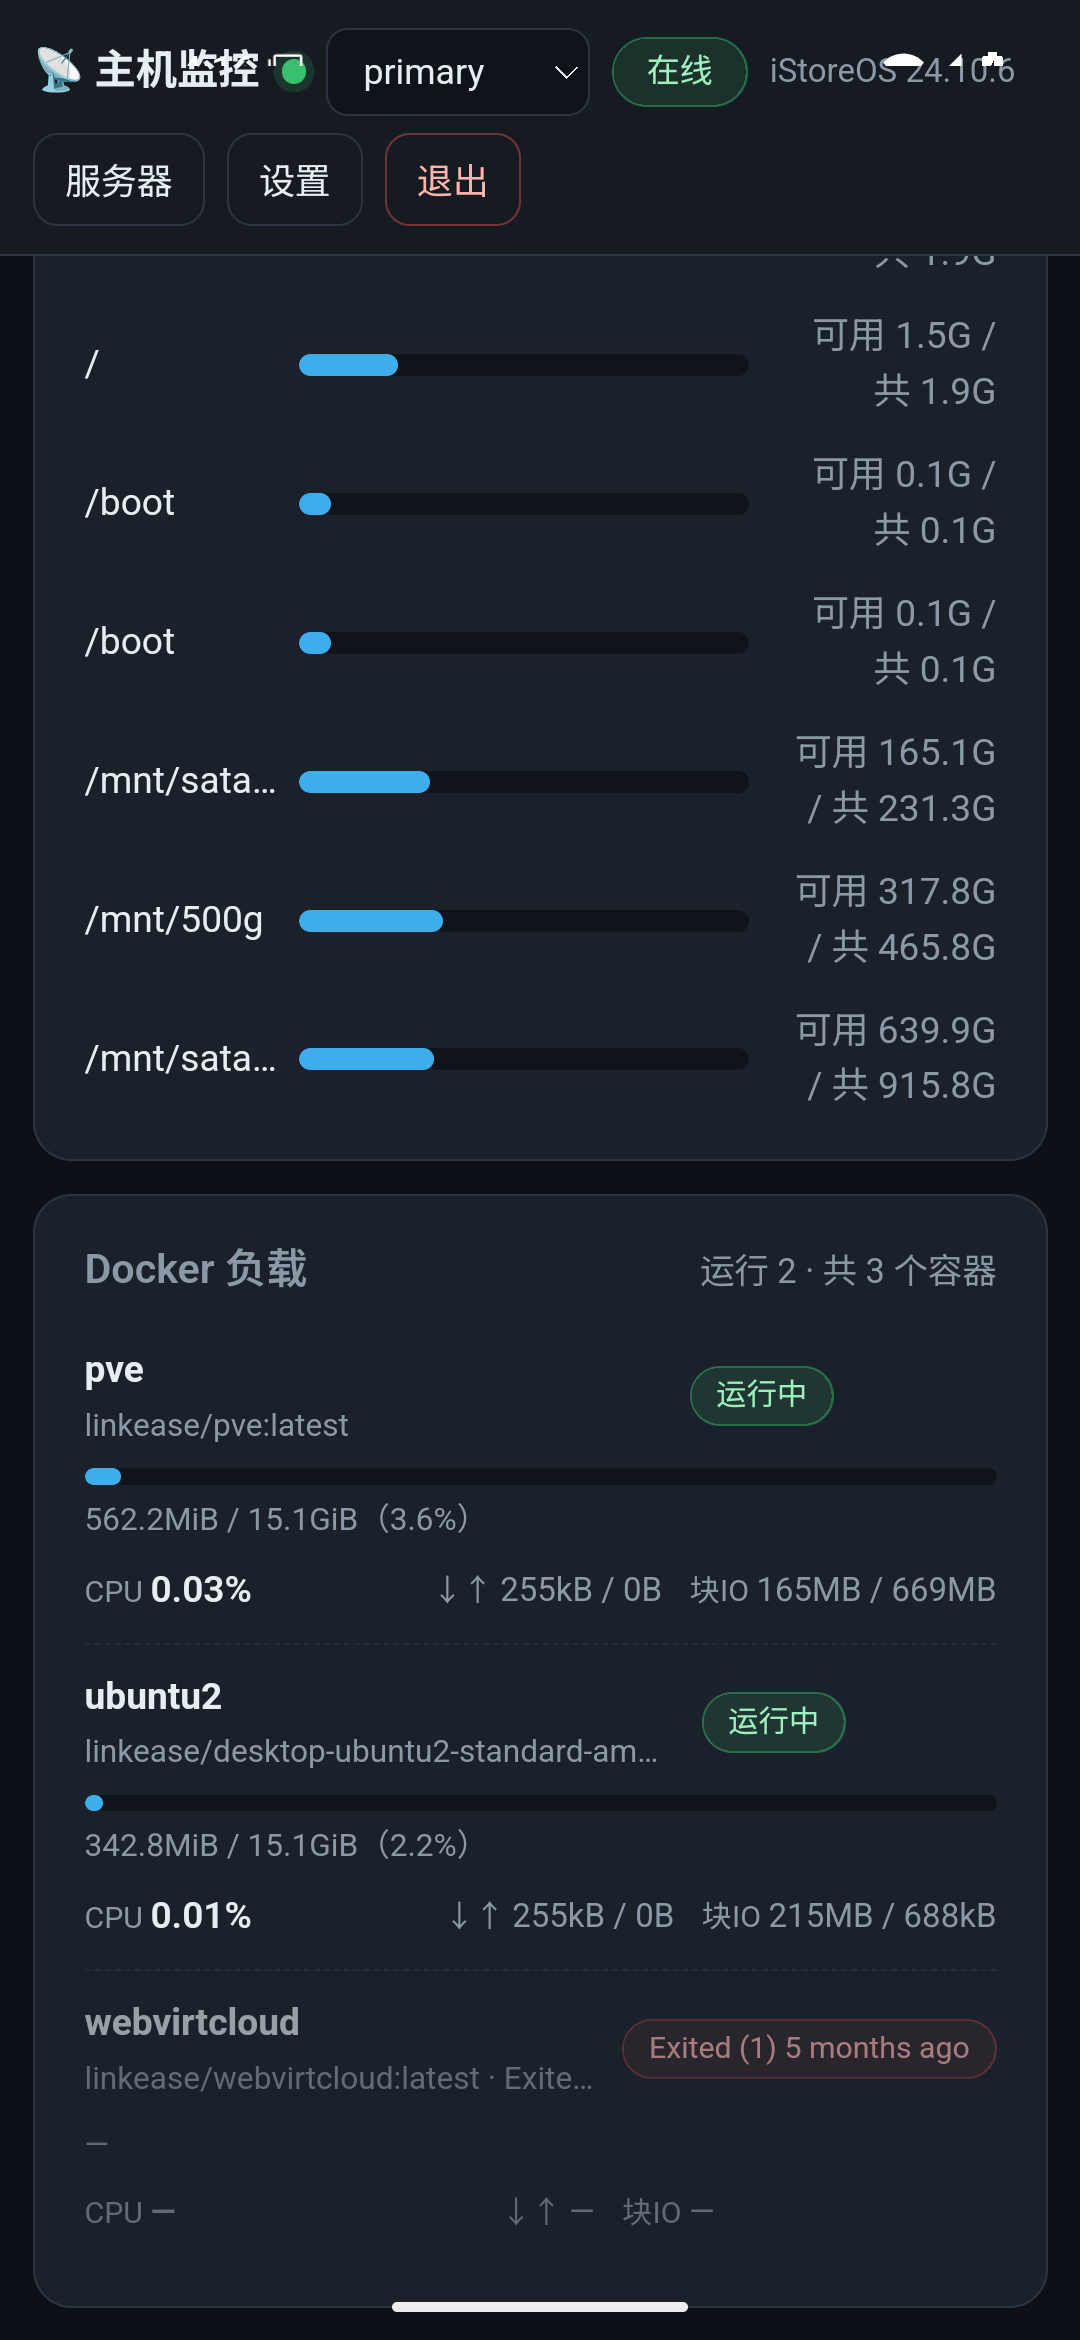 📡 主机监控 primary 在线 iStoreOS 24.10.6
服务器 设置 退出
共 1.9G
/ 可用 1.5G /
共 1.9G
/boot 可用 0.1G /
共 0.1G
/boot 可用 0.1G /
共 0.1G
/mnt/sata... 可用 165.1G
/ 共 231.3G
/mnt/500g 可用 317.8G
/ 共 465.8G
/mnt/sata... 可用 639.9G
/ 共 915.8G
Docker 负载 运行 2 · 共 3 个容器
pve 运行中
linkease/pve:latest
562.2MiB / 15.1GiB（3.6%）
CPU 0.03% ↓↑ 255kB / 0B 块IO 165MB / 669MB
ubuntu2 运行中
linkease/desktop-ubuntu2-standard-am...
342.8MiB / 15.1GiB（2.2%）
CPU 0.01% ↓↑ 255kB / 0B 块IO 215MB / 688kB
webvirtcloud Exited (1) 5 months ago
linkease/webvirtcloud:latest · Exite...
—
CPU — ↓↑ — 块IO —